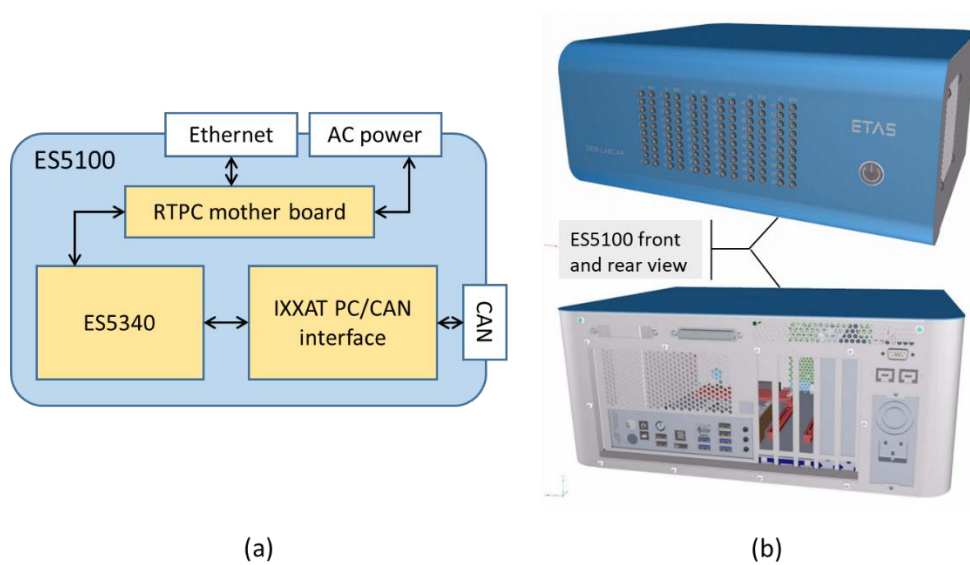 Ethernet
AC power
ES5100
RTPC mother board
ES5340
IXXAT PC/CAN
interface
CAN
(a)
ETAS
ES5100 front
and rear view
(b)